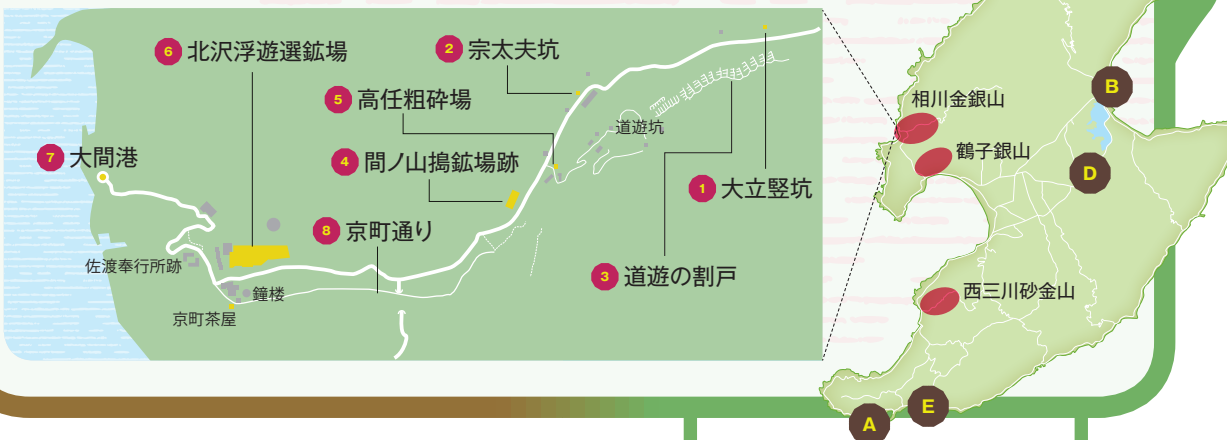 6 北沢浮遊選鉱場
2 宗太夫坑
5 高任粗砕場
道遊坑
7 大間港
4 間ノ山搗鉱場跡
1 大立竪坑
8 京町通り
3 道遊の割戸
佐渡奉行所跡
鐘楼
京町茶屋
相川金銀山
鶴子銀山
西三川砂金山
B
D
A
E